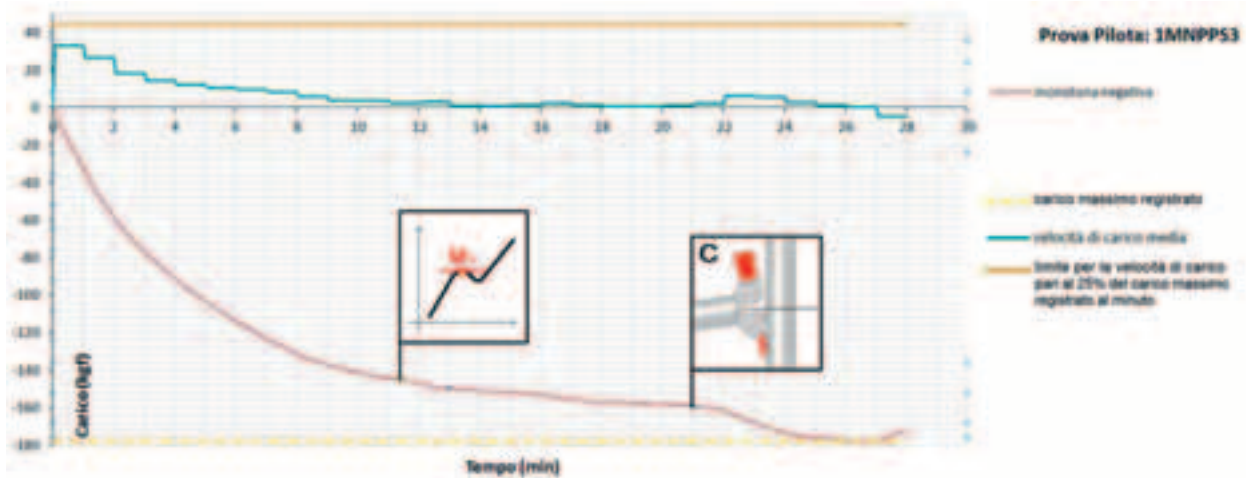 Prova Pilota: 1MNPPS3
40
20
0
-20
-40
-60
-80
-100
-120
-140
-160
-180
0 2 4 6 8 10 12 14 16 18 20 22 24 26 28 30
Carico (kgf)
Tempo (min)
C
monotona negativa
carico massimo registrato
velocità di carico media
limite per la velocità di carico
pari al 25% del carico massimo
registrato al minuto